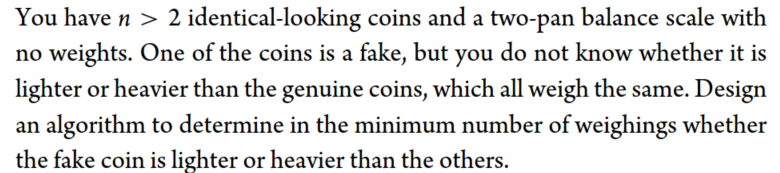 You have n > 2 identical-looking coins and a two-pan balance scale with
no weights. One of the coins is a fake, but you do not know whether it is
lighter or heavier than the genuine coins, which all weigh the same. Design
an algorithm to determine in the minimum number of weighings whether
the fake coin is lighter or heavier than the others.